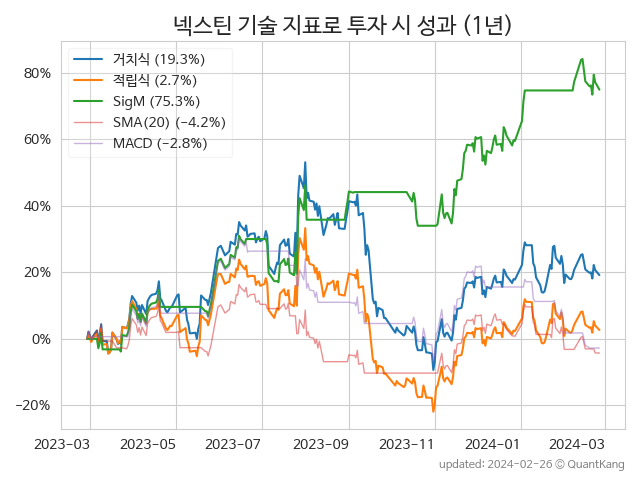 넥스틴 기술 지표로 투자 시 성과 (1년)
거치식 (19.3%)
적립식 (2.7%)
SigM (75.3%)
SMA(20) (−4.2%)
MACD (−2.8%)
80%
60%
40%
20%
0%
−20%
2023-03 2023-05 2023-07 2023-09 2023-11 2024-01 2024-03
updated: 2024-02-26 ⓒ QuantKang